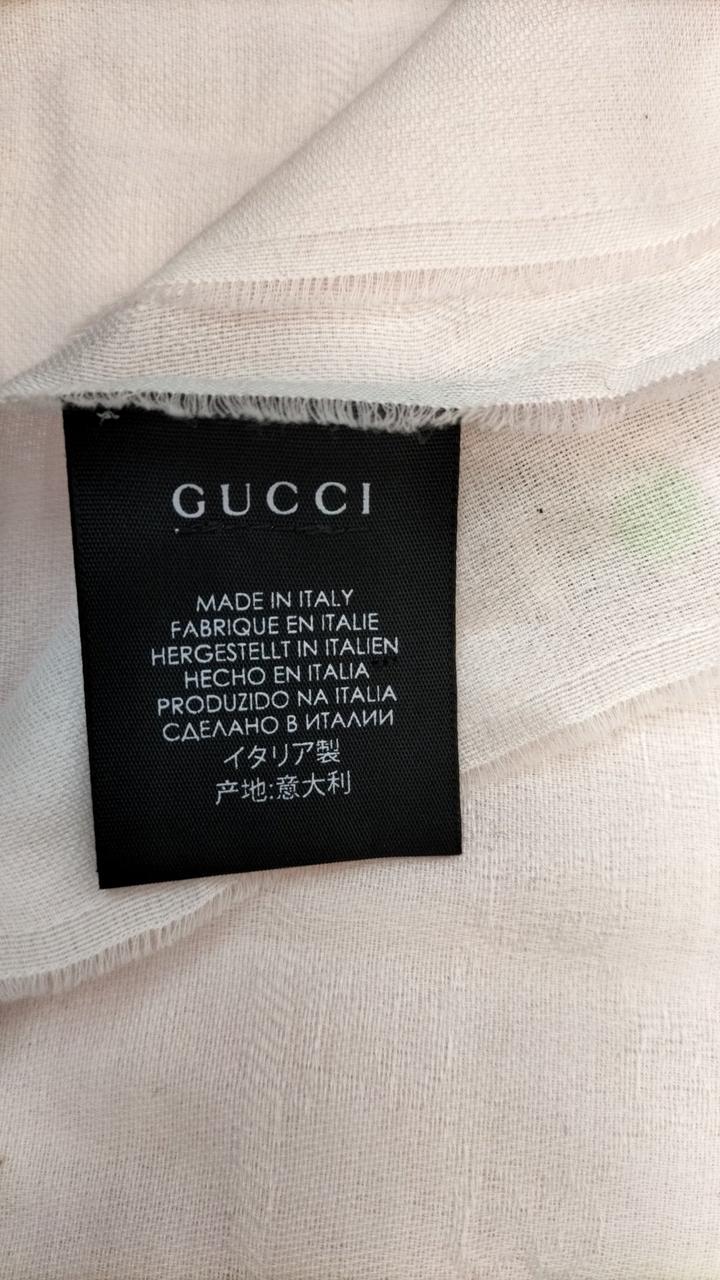 GUCCI
MADE IN ITALY
FABRIQUE EN ITALIE
HERGESTELLT IN ITALIEN
HECHO EN ITALIA
PRODUZIDO NA ITALIA
СДЕЛАНО В ИТАЛИИ
イタリア製
产地:意大利